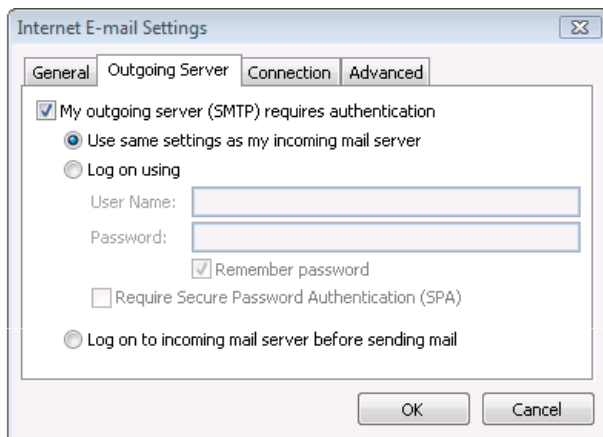 Internet E-mail Settings
General Outgoing Server Connection Advanced
My outgoing server (SMTP) requires authentication
Use same settings as my incoming mail server
Log on using
User Name:
Password:
Remember password
Require Secure Password Authentication (SPA)
Log on to incoming mail server before sending mail
OK Cancel